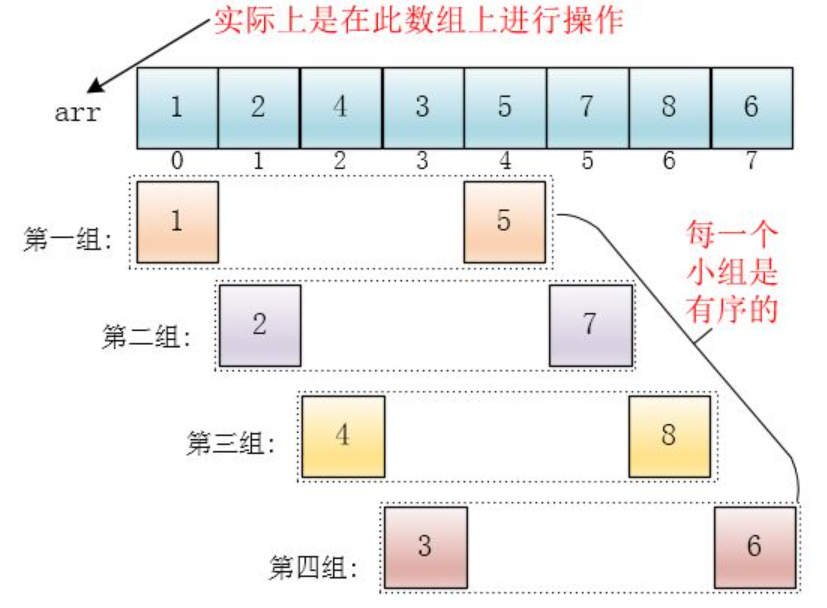 实际上是在此数组上进行操作
arr 1 2 4 3 5 7 8 6
0 1 2 3 4 5 6 7
第一组: 1 5
每一个
小组是
有序的
第二组: 2 7
第三组: 4 8
第四组: 3 6